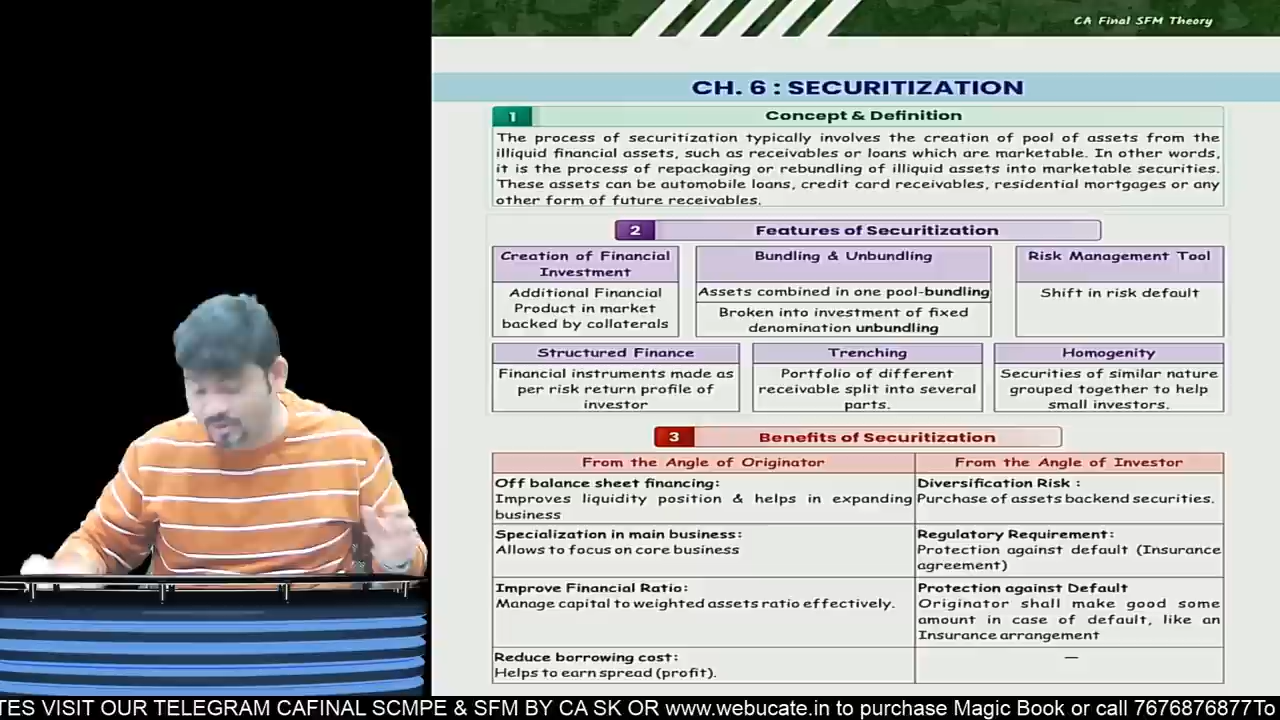 CA Final SFM Theory
CH. 6 : SECURITIZATION
1 Concept & Definition
The process of securitization typically involves the creation of pool of assets from the
illiquid financial assets, such as receivables or loans which are marketable. In other words,
it is the process of repackaging or rebundling of illiquid assets into marketable securities.
These assets can be automobile loans, credit card receivables, residential mortgages or any
other form of future receivables.
2 Features of Securitization
Creation of Financial
Investment
Additional Financial
Product in market
backed by collaterals
Bundling & Unbundling
Assets combined in one pool-bundling
Broken into investment of fixed
denomination unbundling
Risk Management Tool
Shift in risk default
Structured Finance
Financial instruments made as
per risk return profile of
investor
Trenching
Portfolio of different
receivable split into several
parts.
Homogenity
Securities of similar nature
grouped together to help
small investors.
3 Benefits of Securitization
From the Angle of Originator
From the Angle of Investor
Off balance sheet financing:
Improves liquidity position & helps in expanding
business
Diversification Risk :
Purchase of assets backend securities.
Specialization in main business:
Allows to focus on core business
Regulatory Requirement:
Protection against default (Insurance
agreement)
Improve Financial Ratio:
Manage capital to weighted assets ratio effectively.
Protection against Default
Originator shall make good some
amount in case of default, like an
Insurance arrangement
Reduce borrowing cost:
Helps to earn spread (profit).
—
TES VISIT OUR TELEGRAM CAFINAL SCMPE & SFM BY CA SK OR www.webucate.in to purchase Magic Book or call 7676876877To